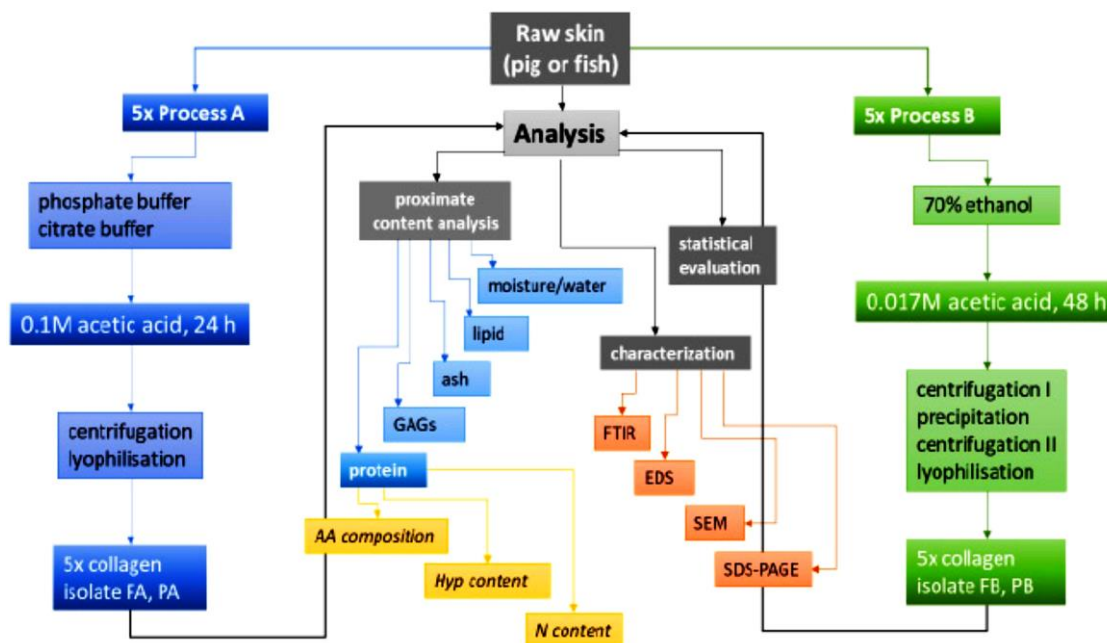 Raw skin
(pig or fish)
5x Process A
5x Process B
Analysis
phosphate buffer
citrate buffer
proximate
content analysis
70% ethanol
statistical
evaluation
moisture/water
0.1M acetic acid, 24 h
0.017M acetic acid, 48 h
lipid
characterization
ash
centrifugation
lyophilisation
GAGs
FTIR
centrifugation I
precipitation
centrifugation II
lyophilisation
protein
EDS
AA composition
SEM
5x collagen
isolate FA, PA
Hyp content
SDS-PAGE
5x collagen
isolate FB, PB
N content